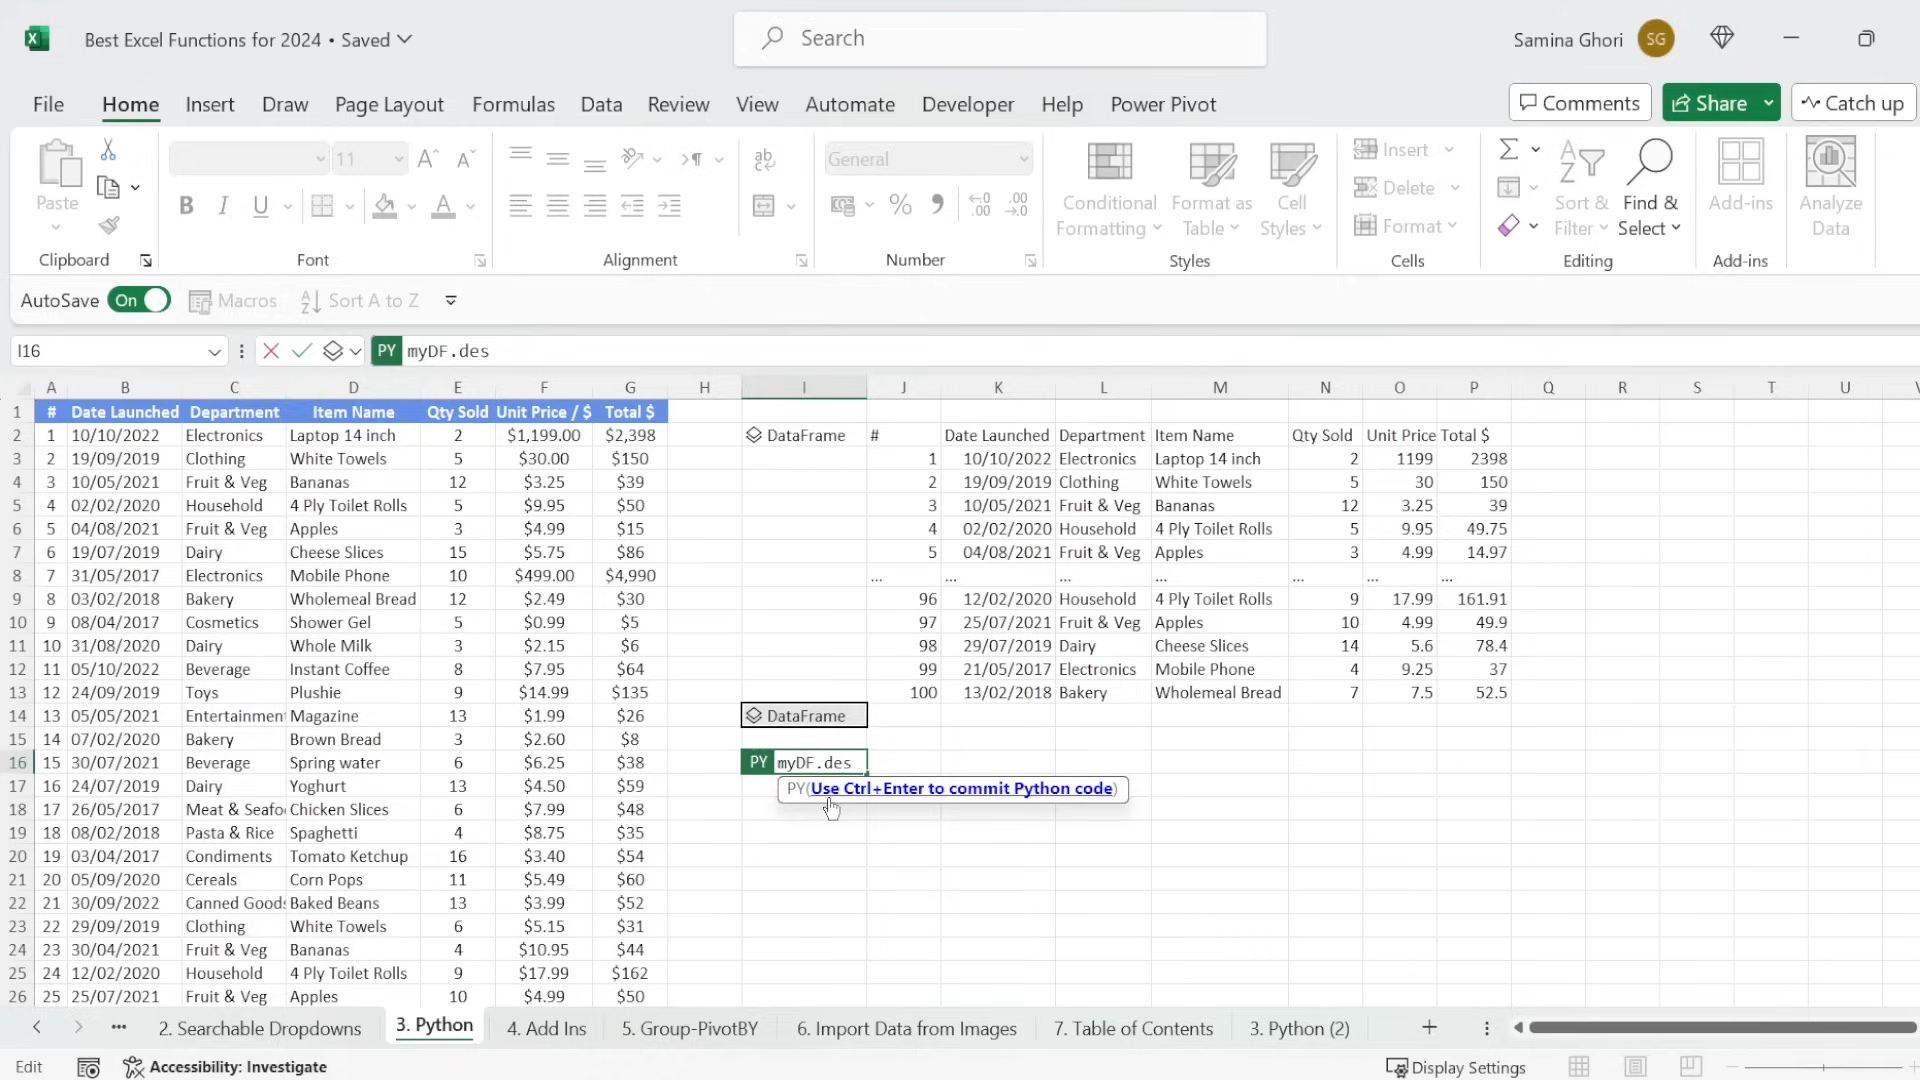 Best Excel Functions for 2024 • Saved
Search
Samina Ghori SG
File Home Insert Draw Page Layout Formulas Data Review View Automate Developer Help Power Pivot
Comments Share Catch up
Paste
Clipboard
11
B I U A
Font
ab
Alignment
General
% .00
Number
Conditional Formatting
Format as Table
Cell Styles
Styles
Insert
Delete
Format
Cells
Sort & Filter
Find & Select
Editing
Add-ins
Add-ins
Analyze Data
AutoSave On Macros Sort A to Z
I16 PY myDF.des
A B C D E F G H I J K L M N O P Q R S T U
1 # Date Launched Department Item Name Qty Sold Unit Price / $ Total $
2 1 10/10/2022 Electronics Laptop 14 inch 2 $1,199.00 $2,398 DataFrame # Date Launched Department Item Name Qty Sold Unit Price Total $
3 2 19/09/2019 Clothing White Towels 5 $30.00 $150 1 10/10/2022 Electronics Laptop 14 inch 2 1199 2398
4 3 10/05/2021 Fruit & Veg Bananas 12 $3.25 $39 2 19/09/2019 Clothing White Towels 5 30 150
5 4 02/02/2020 Household 4 Ply Toilet Rolls 5 $9.95 $50 3 10/05/2021 Fruit & Veg Bananas 12 3.25 39
6 5 04/08/2021 Fruit & Veg Apples 3 $4.99 $15 4 02/02/2020 Household 4 Ply Toilet Rolls 5 9.95 49.75
7 6 19/07/2019 Dairy Cheese Slices 15 $5.75 $86 5 04/08/2021 Fruit & Veg Apples 3 4.99 14.97
8 7 31/05/2017 Electronics Mobile Phone 10 $499.00 $4,990 ... ... ... ... ... ... ...
9 8 03/02/2018 Bakery Wholemeal Bread 12 $2.49 $30 96 12/02/2020 Household 4 Ply Toilet Rolls 9 17.99 161.91
10 9 08/04/2017 Cosmetics Shower Gel 5 $0.99 $5 97 25/07/2021 Fruit & Veg Apples 10 4.99 49.9
11 10 31/08/2020 Dairy Whole Milk 3 $2.15 $6 98 29/07/2019 Dairy Cheese Slices 14 5.6 78.4
12 11 05/10/2022 Beverage Instant Coffee 8 $7.95 $64 99 21/05/2017 Electronics Mobile Phone 4 9.25 37
13 12 24/09/2019 Toys Plushie 9 $14.99 $135 100 13/02/2018 Bakery Wholemeal Bread 7 7.5 52.5
14 13 05/05/2021 Entertainmen Magazine 13 $1.99 $26 DataFrame
15 14 07/02/2020 Bakery Brown Bread 3 $2.60 $8
16 15 30/07/2021 Beverage Spring water 6 $6.25 $38 PY myDF.des
17 16 24/07/2019 Dairy Yoghurt 13 $4.50 $59 PY(Use Ctrl+Enter to commit Python code)
18 17 26/05/2017 Meat & Seafo Chicken Slices 6 $7.99 $48
19 18 08/02/2018 Pasta & Rice Spaghetti 4 $8.75 $35
20 19 03/04/2017 Condiments Tomato Ketchup 16 $3.40 $54
21 20 05/09/2020 Cereals Corn Pops 11 $5.49 $60
22 21 30/09/2022 Canned Goods Baked Beans 13 $3.99 $52
23 22 29/09/2019 Clothing White Towels 6 $5.15 $31
24 23 30/04/2021 Fruit & Veg Bananas 4 $10.95 $44
25 24 12/02/2020 Household 4 Ply Toilet Rolls 9 $17.99 $162
26 25 25/07/2021 Fruit & Veg Apples 10 $4.99 $50
2. Searchable Dropdowns 3. Python 4. Add Ins 5. Group-PivotBY 6. Import Data from Images 7. Table of Contents 3. Python (2)
Edit Accessibility: Investigate Display Settings